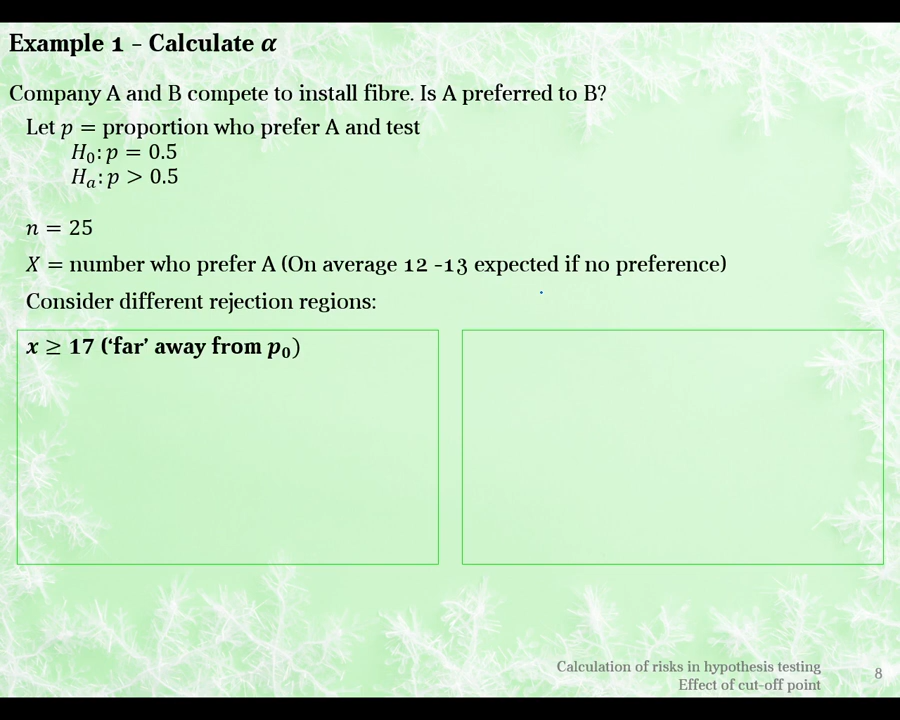 Example 1 – Calculate α
Company A and B compete to install fibre. Is A preferred to B?
Let p = proportion who prefer A and test
H₀: p = 0.5
Hₐ: p > 0.5
n = 25
X = number who prefer A (On average 12 -13 expected if no preference)
Consider different rejection regions:
x ≥ 17 (‘far’ away from p₀)
Calculation of risks in hypothesis testing
Effect of cut-off point
8